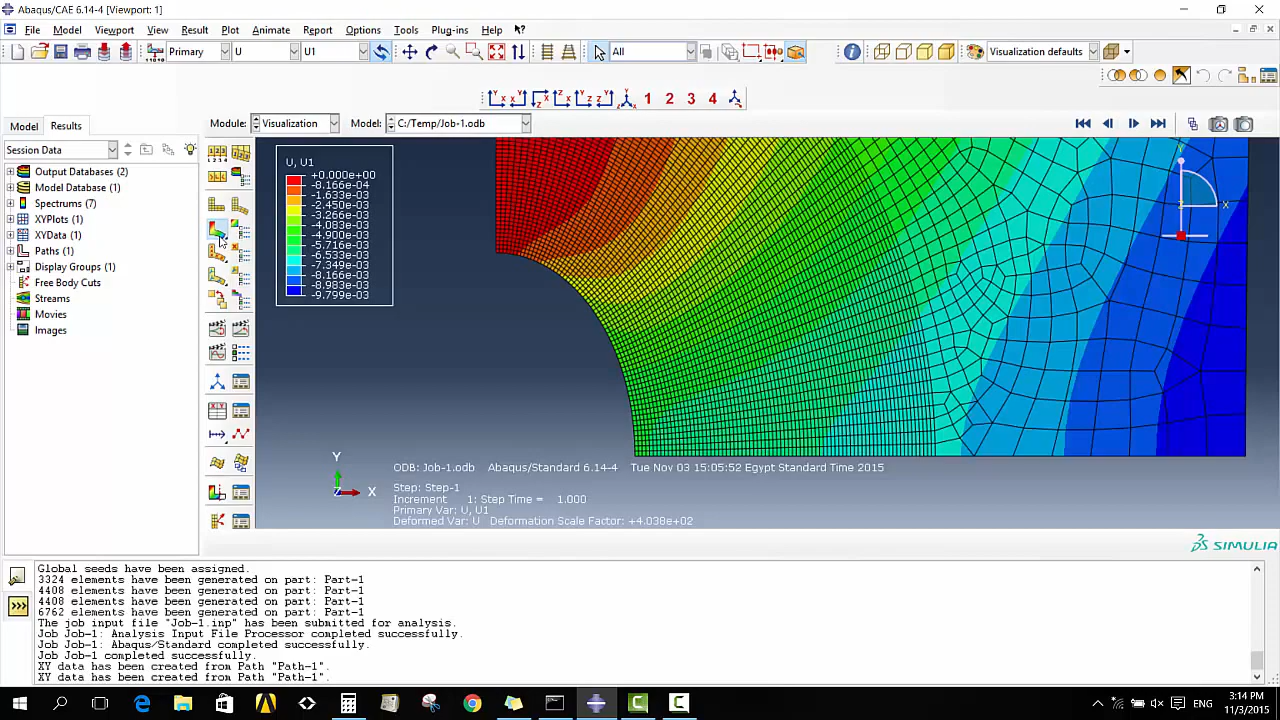 Abaqus/CAE 6.14-4 [Viewport: 1]
File Model Viewport View Result Plot Animate Report Options Tools Plug-ins Help
Primary U U1 All Visualization defaults
1 2 3 4
Model Results Module: Visualization Model: C:/Temp/Job-1.odb
Session Data
Output Databases (2)
Model Database (1)
Spectrums (7)
XYPlots (1)
XYData (1)
Paths (1)
Display Groups (1)
Free Body Cuts
Streams
Movies
Images
U, U1
+0.000e+00
-8.166e-04
-1.633e-03
-2.450e-03
-3.266e-03
-4.083e-03
-4.900e-03
-5.716e-03
-6.533e-03
-7.349e-03
-8.166e-03
-8.983e-03
-9.799e-03
Y
X
Z
Y
X
Z
ODB: Job-1.odb Abaqus/Standard 6.14-4 Tue Nov 03 15:05:52 Egypt Standard Time 2015
Step: Step-1
Increment 1: Step Time = 1.000
Primary Var: U, U1
Deformed Var: U Deformation Scale Factor: +4.038e+02
SIMULIA
Global seeds have been assigned.
3324 elements have been generated on part: Part-1
4408 elements have been generated on part: Part-1
4408 elements have been generated on part: Part-1
6762 elements have been generated on part: Part-1
The job input file "Job-1.inp" has been submitted for analysis.
Job Job-1: Analysis Input File Processor completed successfully.
Job Job-1: Abaqus/Standard completed successfully.
Job Job-1 completed successfully.
XY data has been created from Path "Path-1".
XY data has been created from Path "Path-1".
>>>
ENG
3:14 PM
11/3/2015